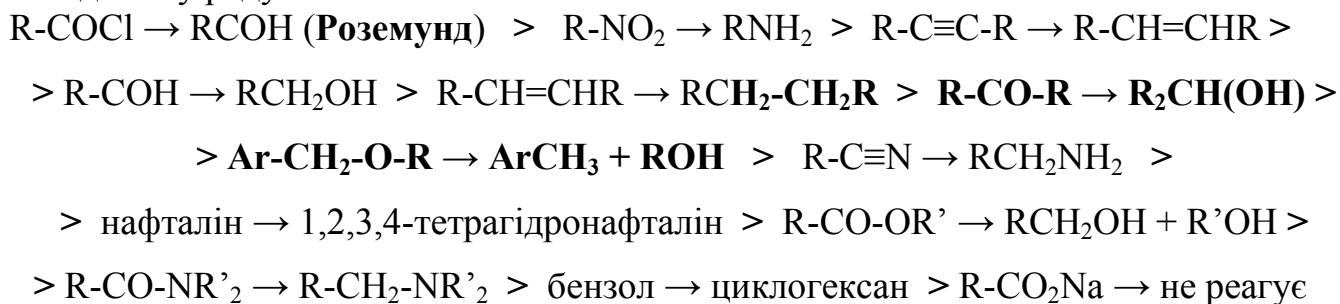 R-COCl → RCOH (Роземунд) > R-NO₂ → RNH₂ > R-C≡C-R → R-CH=CHR >
> R-COH → RCH₂OH > R-CH=CHR → RCH₂-CH₂R > R-CO-R → R₂CH(OH) >
> Ar-CH₂-O-R → ArCH₃ + ROH > R-C≡N → RCH₂NH₂ >
> нафталін → 1,2,3,4-тетрагідронафталін > R-CO-OR’ → RCH₂OH + R’OH >
> R-CO-NR’₂ → R-CH₂-NR’₂ > бензол → циклогексан > R-CO₂Na → не реагує